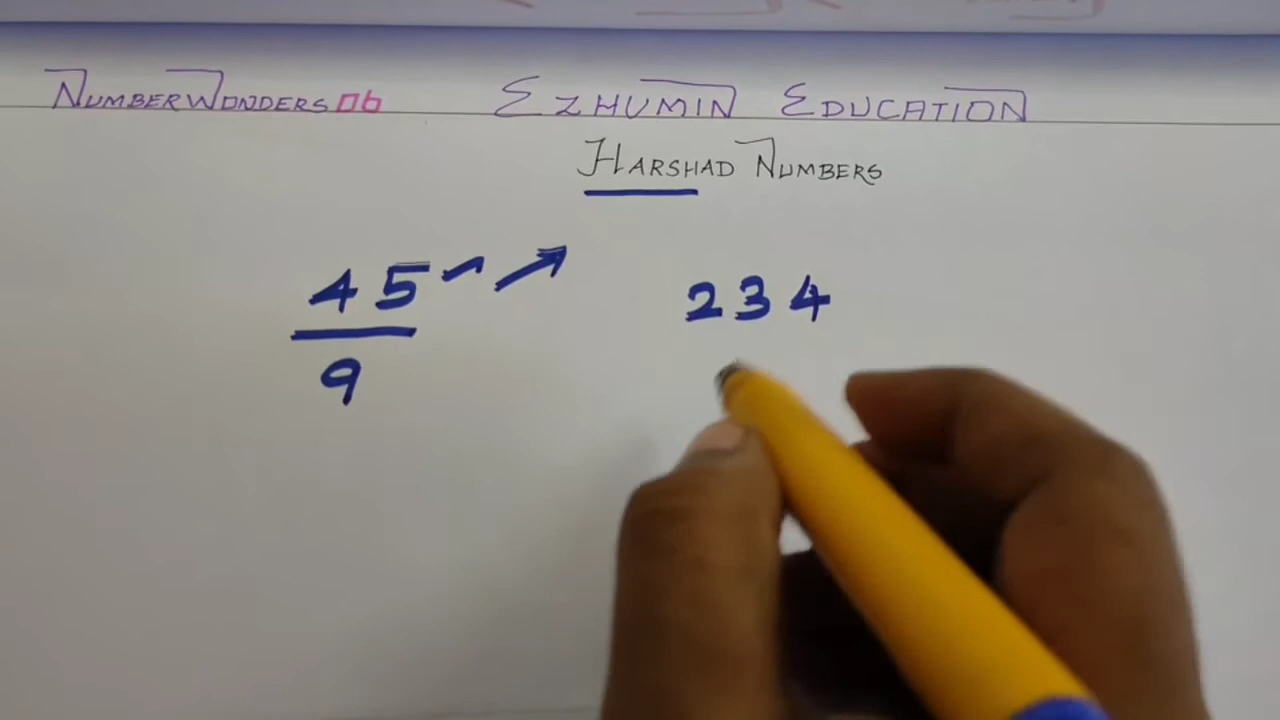 NUMBERWONDERS06 EZHUMIN EDUCATION
HARSHAD NUMBERS
45 234
9